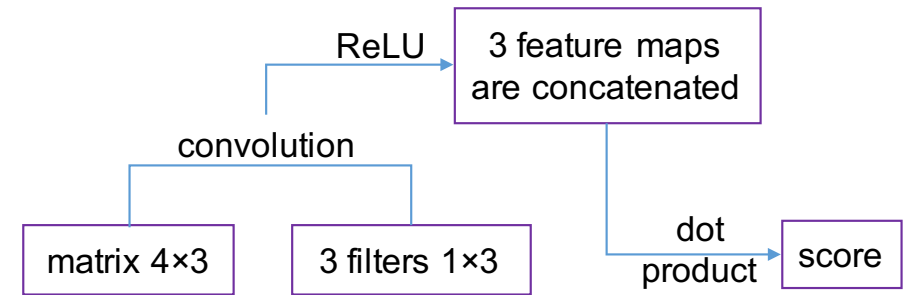 ReLU
3 feature maps
are concatenated
convolution
matrix 4×3
3 filters 1×3
dot
product
score